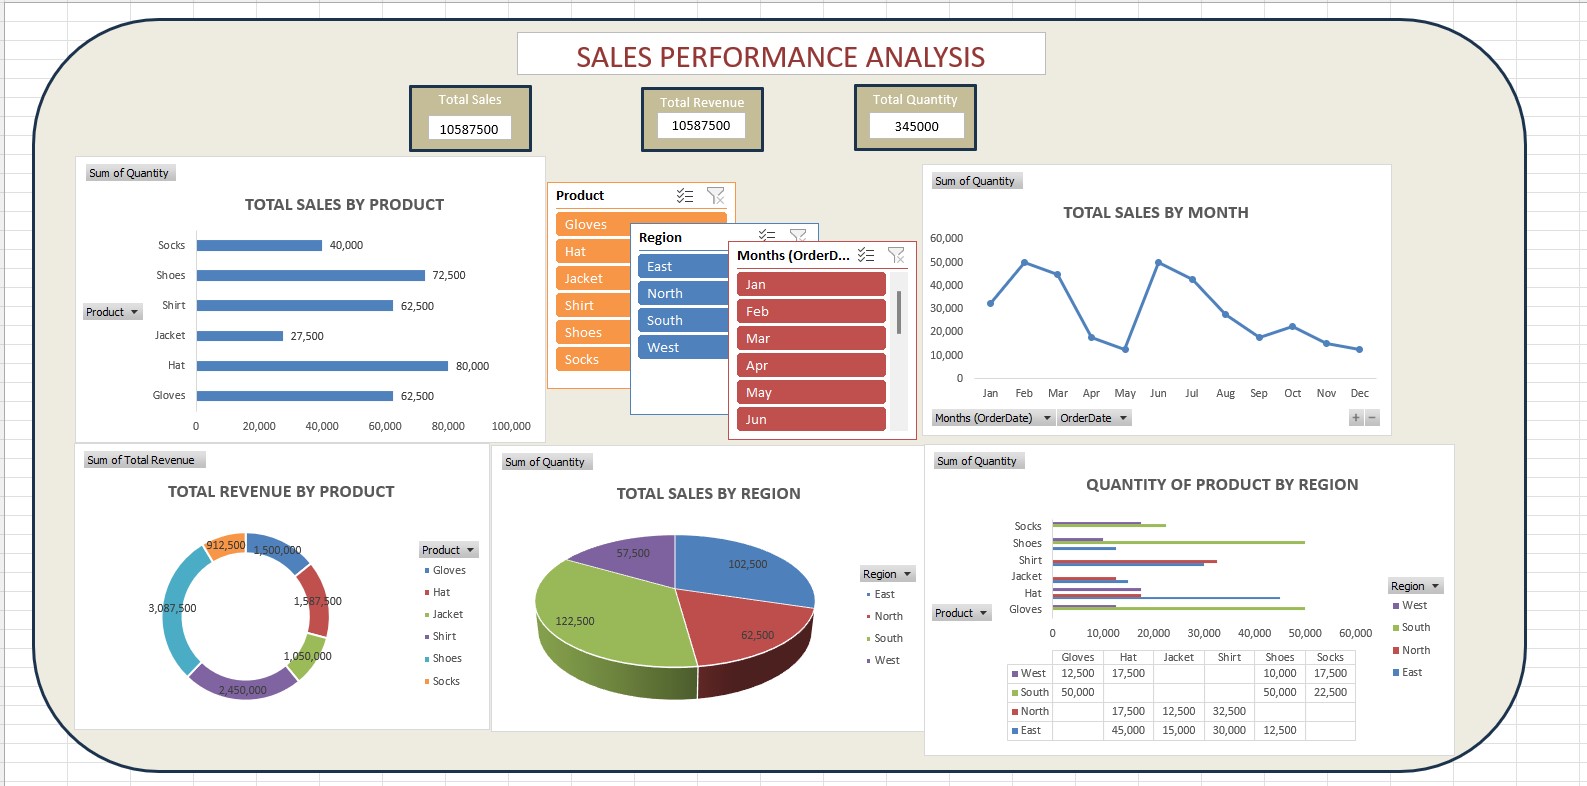 SALES PERFORMANCE ANALYSIS
Total Sales
10587500
Total Revenue
10587500
Total Quantity
345000
Sum of Quantity
TOTAL SALES BY PRODUCT
Socks 40,000
Shoes 72,500
Shirt 62,500
Product
Jacket 27,500
Hat 80,000
Gloves 62,500
0 20,000 40,000 60,000 80,000 100,000
Product
Gloves
Hat
Jacket
Shirt
Shoes
Socks
Region
East
North
South
West
Months (OrderD...
Jan
Feb
Mar
Apr
May
Jun
Sum of Quantity
TOTAL SALES BY MONTH
60,000
50,000
40,000
30,000
20,000
10,000
0
Jan Feb Mar Apr May Jun Jul Aug Sep Oct Nov Dec
Months (OrderDate) OrderDate
Sum of Total Revenue
TOTAL REVENUE BY PRODUCT
912,500 1,500,000
1,587,500
3,087,500
1,050,000
2,450,000
Product
Gloves
Hat
Jacket
Shirt
Shoes
Socks
Sum of Quantity
TOTAL SALES BY REGION
57,500
102,500
122,500
62,500
Region
East
North
South
West
Sum of Quantity
QUANTITY OF PRODUCT BY REGION
Socks
Shoes
Shirt
Jacket
Hat
Gloves
Product
0 10,000 20,000 30,000 40,000 50,000 60,000
Gloves Hat Jacket Shirt Shoes Socks
West 12,500 17,500 10,000 17,500
South 50,000 50,000 22,500
North 17,500 12,500 32,500
East 45,000 15,000 30,000 12,500
Region
West
South
North
East